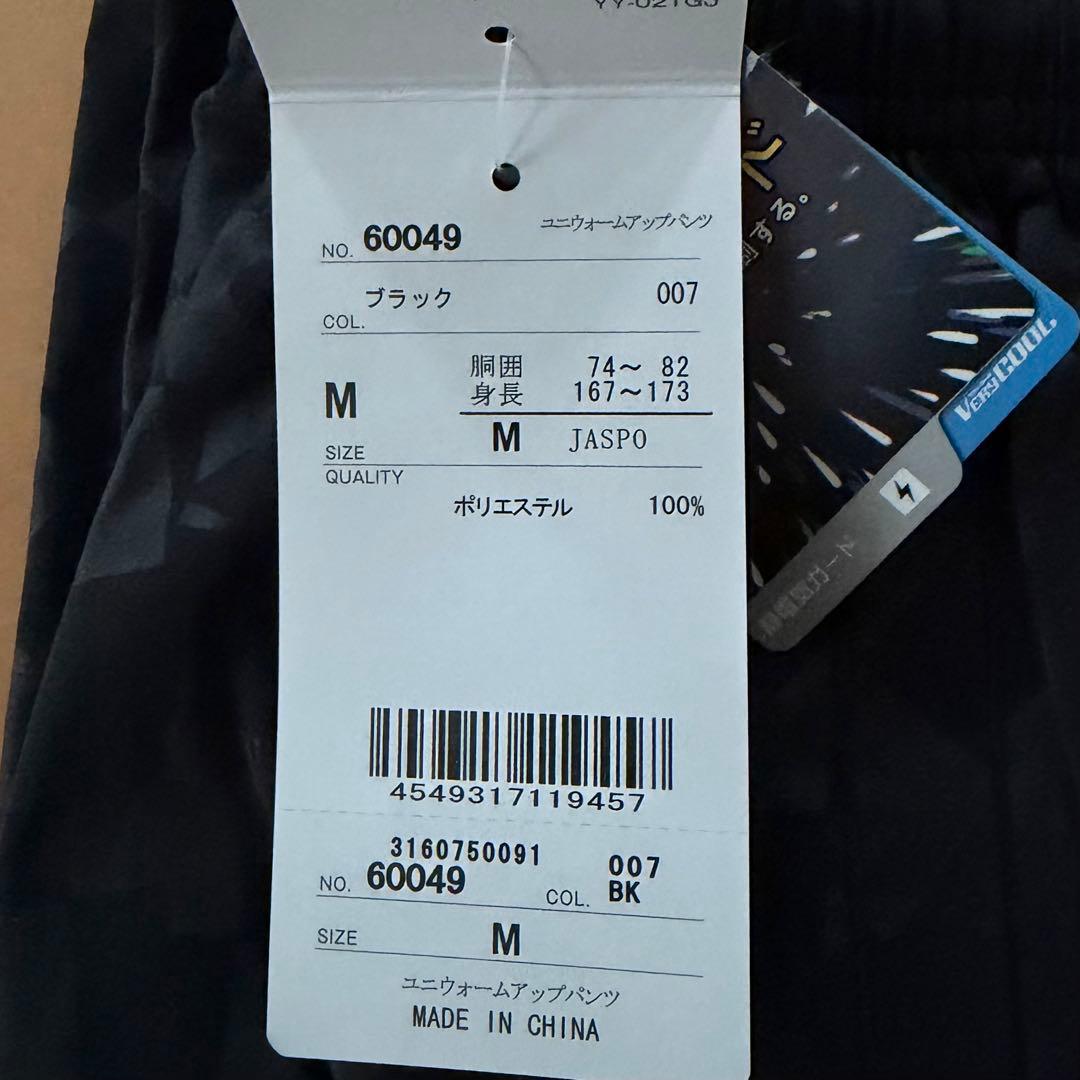 NO. 60049 ユニウォームアップパンツ
COL. ブラック 007
胴囲 74～ 82
身長 167～173
M
SIZE M JASPO
QUALITY
ポリエステル 100%
4549317119457
3160750091
NO. 60049 COL. 007
BK
SIZE M
ユニウォームアップパンツ
MADE IN CHINA
する。
VERY COOL